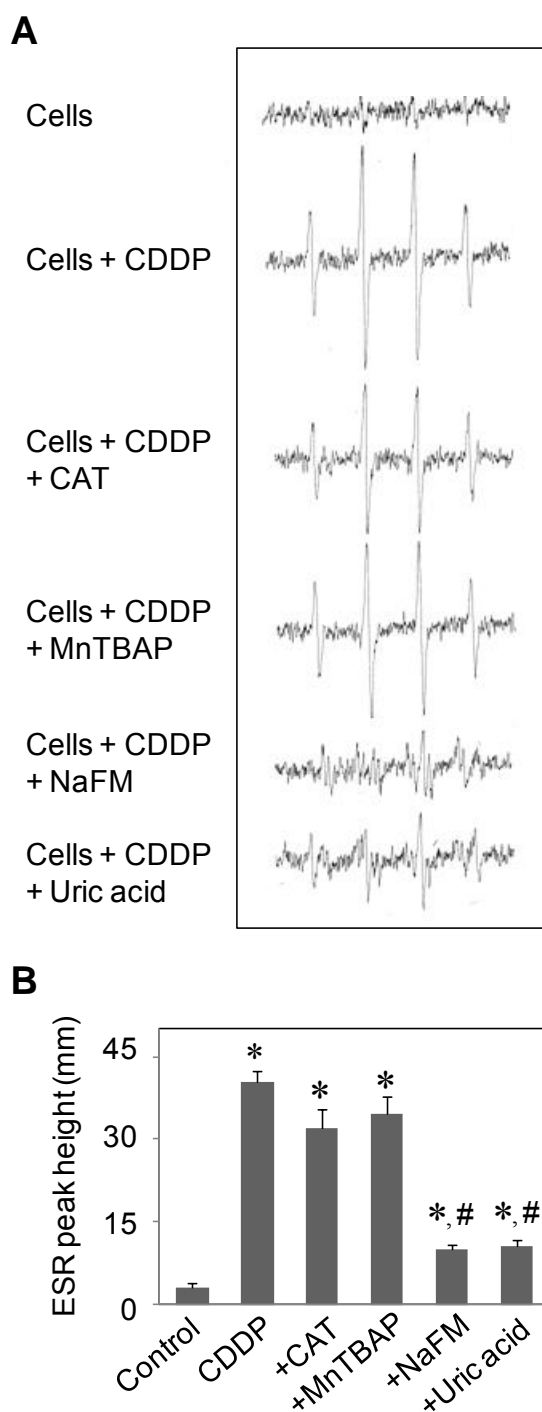 A
Cells
Cells + CDDP
Cells + CDDP
+ CAT
Cells + CDDP
+ MnTBAP
Cells + CDDP
+ NaFM
Cells + CDDP
+ Uric acid
B
ESR peak height (mm)
45
30
15
0
*
*
*
*, #
*, #
Control
CDDP
+CAT
+MnTBAP
+NaFM
+Uric acid